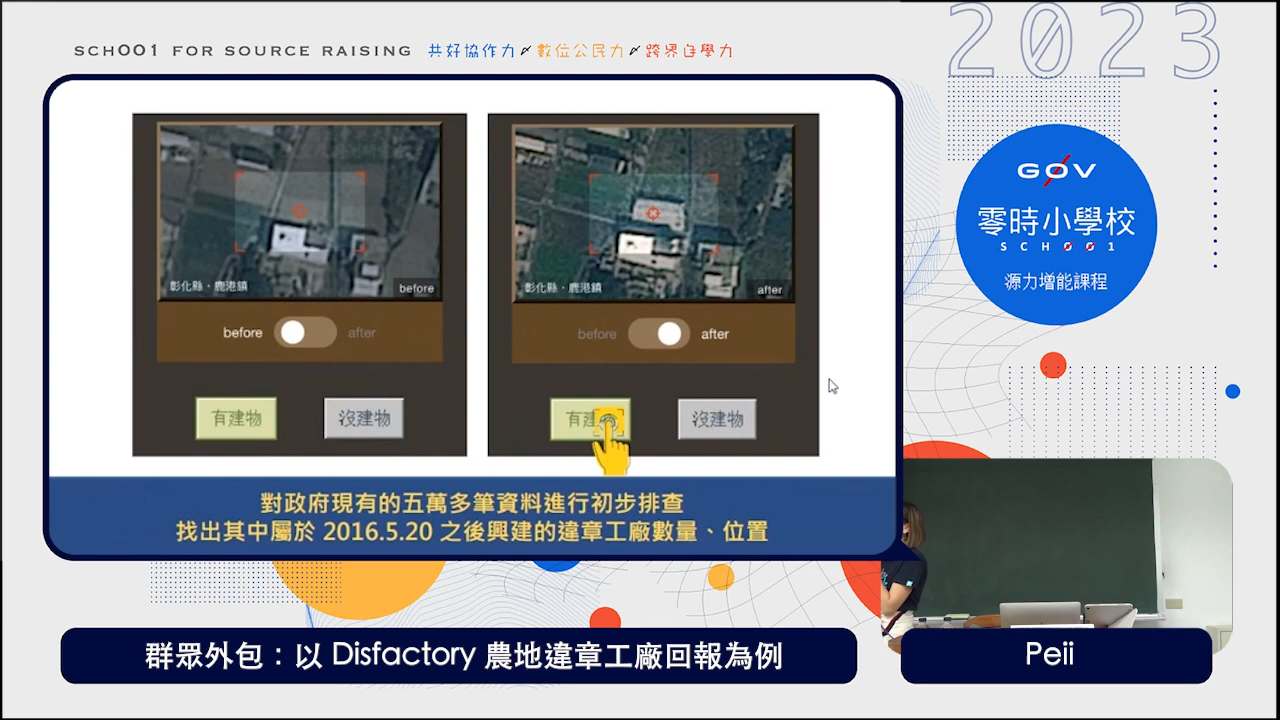 2023
SCH001 FOR SOURCE RAISING 共好協作力 數位公民力 跨界自學力
G0V
零時小學校
SCH001
源力增能課程
彰化縣・鹿港鎮 before
before after
有建物 沒建物
彰化縣・鹿港鎮 after
before after
有建 沒建物
對政府現有的五萬多筆資料進行初步排查
找出其中屬於 2016.5.20 之後興建的違章工廠數量、位置
群眾外包：以 Disfactory 農地違章工廠回報為例
Peii